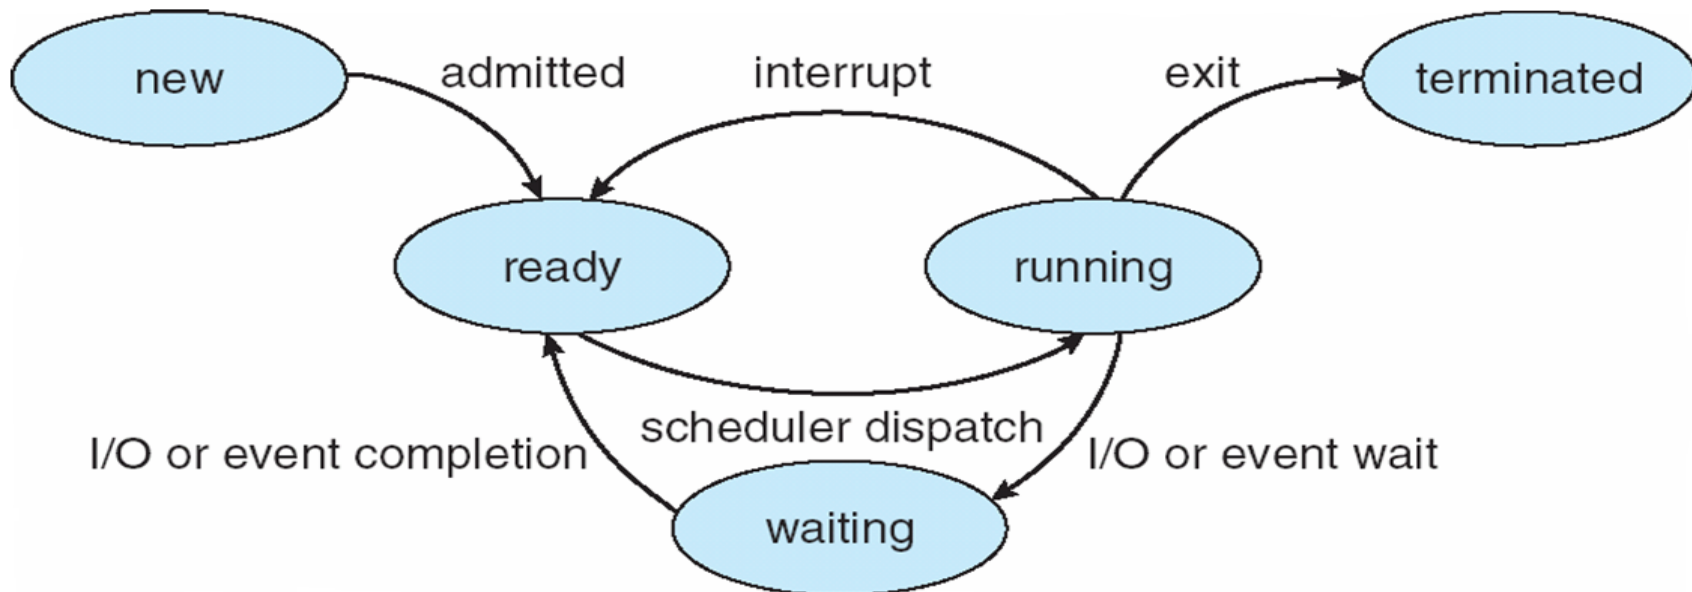 new
admitted
interrupt
exit
terminated
ready
running
scheduler dispatch
I/O or event completion
I/O or event wait
waiting